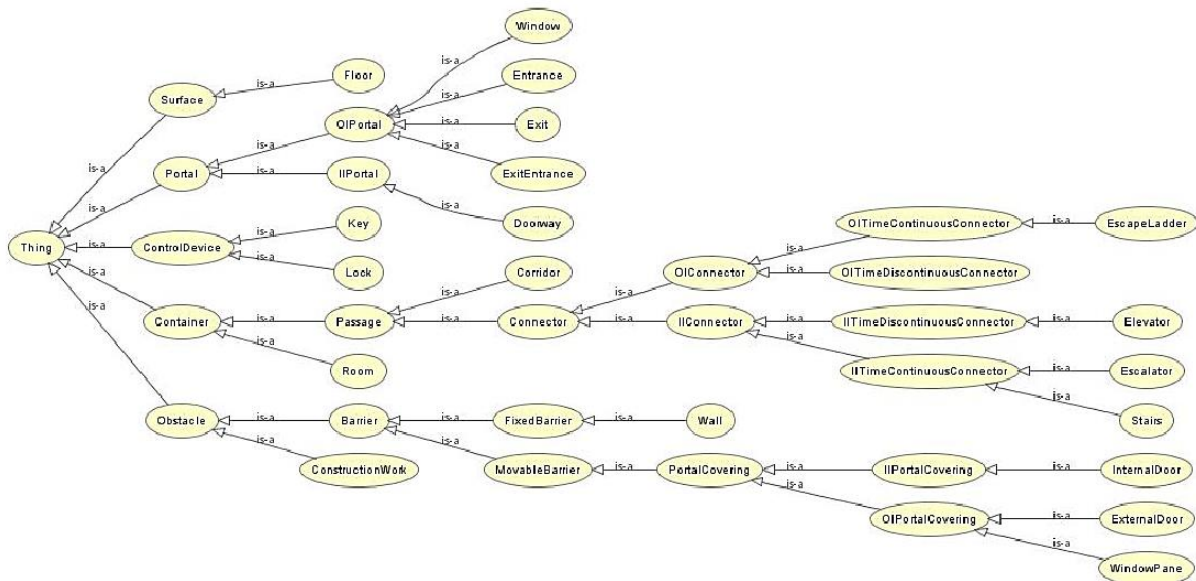 Window
is-a
Floor
is-a
Entrance
is-a
Surface
is-a
OIPortal
is-a
Exit
is-a
is-a
is-a
Portal
is-a
IIPortal
ExitEntrance
is-a
is-a
Key
Doorway
OITimeContinuousConnector
is-a
EscapeLadder
is-a
Thing
is-a
ControlDevice
is-a
is-a
Lock
Corridor
OIConnector
is-a
OITimeDiscontinuousConnector
is-a
is-a
is-a
Container
is-a
Passage
is-a
Connector
is-a
IIConnector
is-a
IITimeDiscontinuousConnector
is-a
Elevator
is-a
is-a
Room
IITimeContinuousConnector
is-a
Escalator
is-a
Obstacle
is-a
Barrier
is-a
FixedBarrier
is-a
Wall
Stairs
is-a
is-a
ConstructionWork
MovableBarrier
is-a
PortalCovering
is-a
IIPortalCovering
is-a
InternalDoor
is-a
OIPortalCovering
is-a
ExternalDoor
is-a
WindowPane